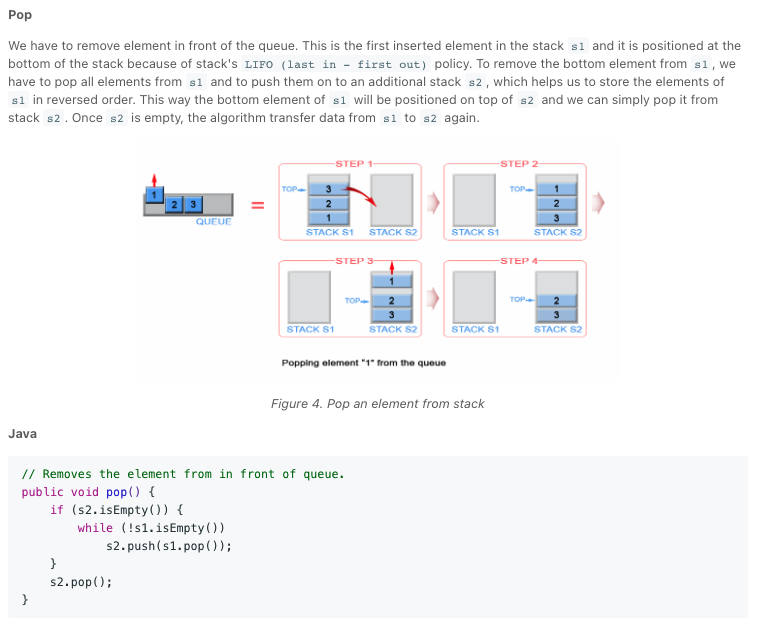 Pop
We have to remove element in front of the queue. This is the first inserted element in the stack s1 and it is positioned at the
bottom of the stack because of stack's LIFO (last in - first out) policy. To remove the bottom element from s1, we
have to pop all elements from s1 and to push them on to an additional stack s2, which helps us to store the elements of
s1 in reversed order. This way the bottom element of s1 will be positioned on top of s2 and we can simply pop it from
stack s2. Once s2 is empty, the algorithm transfer data from s1 to s2 again.
1
2 3
QUEUE
=
STEP 1
TOP
3
2
1
STACK S1 STACK S2
STEP 2
TOP
1
2
3
STACK S1 STACK S2
STEP 3
1
TOP
2
3
STACK S1 STACK S2
STEP 4
TOP
2
3
STACK S1 STACK S2
Popping element "1" from the queue
Figure 4. Pop an element from stack
Java
// Removes the element from in front of queue.
public void pop() {
    if (s2.isEmpty()) {
        while (!s1.isEmpty())
            s2.push(s1.pop());
    }
    s2.pop();
}